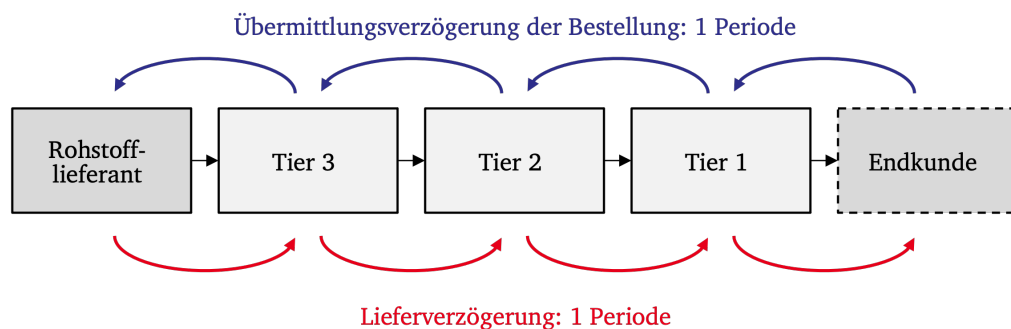 Übermittlungsverzögerung der Bestellung: 1 Periode
Rohstoff-
lieferant
Tier 3
Tier 2
Tier 1
Endkunde
Lieferverzögerung: 1 Periode